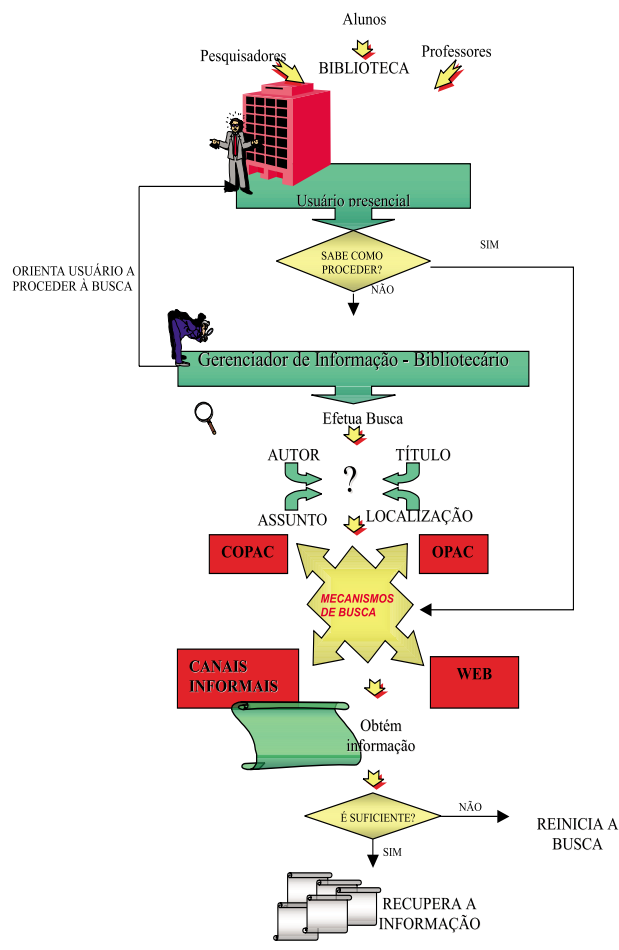 Alunos
Pesquisadores
Professores
BIBLIOTECA
Usuário presencial
SABE COMO
PROCEDER?
SIM
NÃO
ORIENTA USUÁRIO A
PROCEDER À BUSCA
Gerenciador de Informação - Bibliotecário
Efetua Busca
AUTOR
TÍTULO
?
ASSUNTO
LOCALIZAÇÃO
COPAC
OPAC
MECANISMOS
DE BUSCA
CANAIS
INFORMAIS
WEB
Obtém
informação
É SUFICIENTE?
NÃO
REINICIA A
BUSCA
SIM
RECUPERA A
INFORMAÇÃO